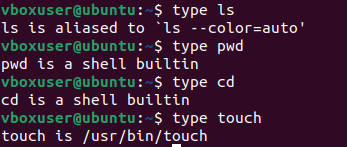 vboxuser@ubuntu:~$ type ls
ls is aliased to `ls --color=auto'
vboxuser@ubuntu:~$ type pwd
pwd is a shell builtin
vboxuser@ubuntu:~$ type cd
cd is a shell builtin
vboxuser@ubuntu:~$ type touch
touch is /usr/bin/touch